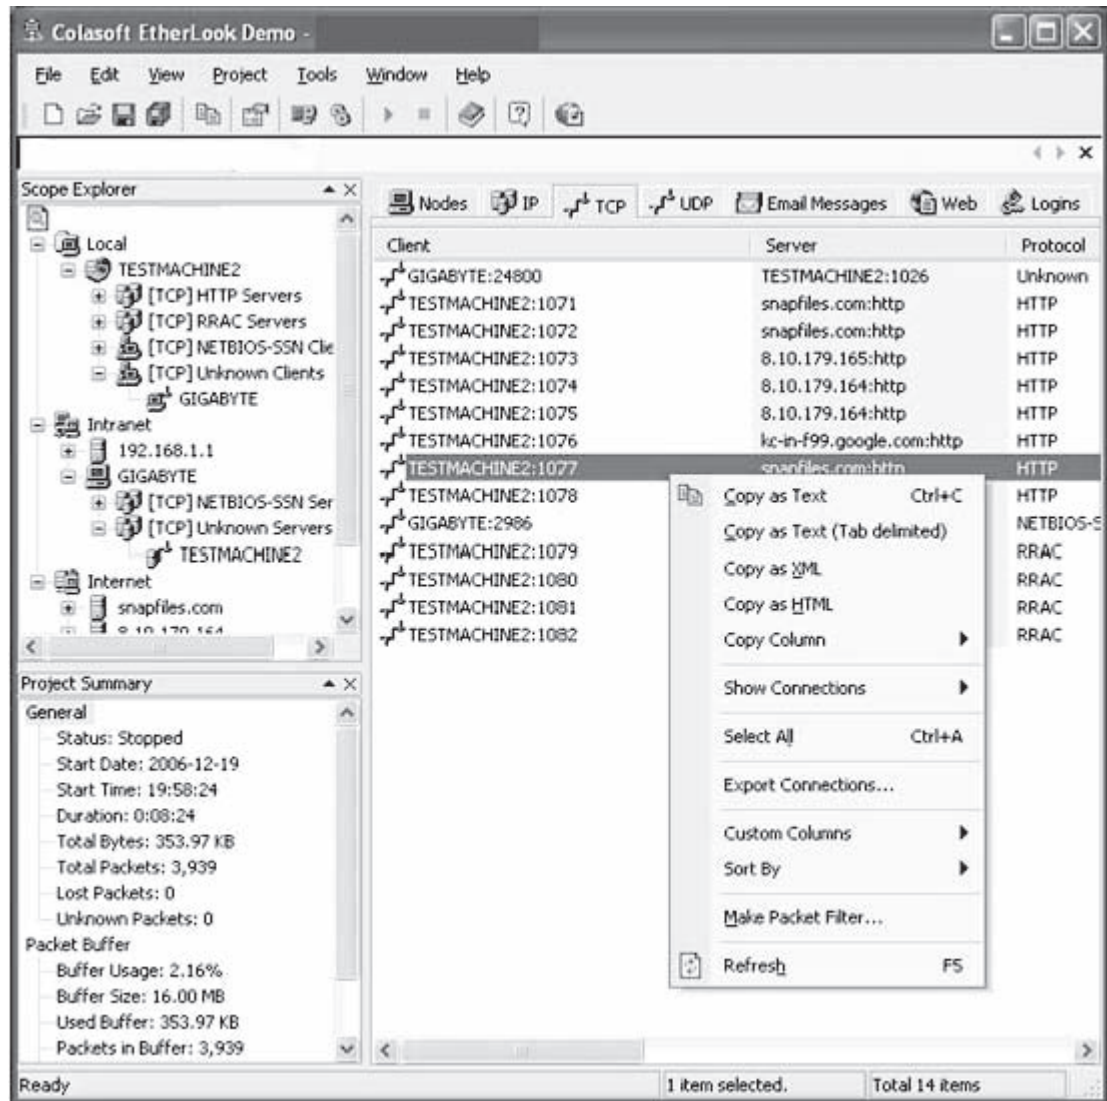 Colasoft EtherLook Demo -
File Edit View Project Tools Window Help
Scope Explorer
Local
TESTMACHINE2
[TCP] HTTP Servers
[TCP] RRAC Servers
[TCP] NETBIOS-SSN Clie
[TCP] Unknown Clients
GIGABYTE
Intranet
192.168.1.1
GIGABYTE
[TCP] NETBIOS-SSN Ser
[TCP] Unknown Servers
TESTMACHINE2
Internet
snapfiles.com
8.10.179.164
Project Summary
General
Status: Stopped
Start Date: 2006-12-19
Start Time: 19:58:24
Duration: 0:08:24
Total Bytes: 353.97 KB
Total Packets: 3,939
Lost Packets: 0
Unknown Packets: 0
Packet Buffer
Buffer Usage: 2.16%
Buffer Size: 16.00 MB
Used Buffer: 353.97 KB
Packets in Buffer: 3,939
Nodes IP TCP UDP Email Messages Web Logins
Client Server Protocol
GIGABYTE:24800 TESTMACHINE2:1026 Unknown
TESTMACHINE2:1071 snapfiles.com:http HTTP
TESTMACHINE2:1072 snapfiles.com:http HTTP
TESTMACHINE2:1073 8.10.179.165:http HTTP
TESTMACHINE2:1074 8.10.179.164:http HTTP
TESTMACHINE2:1075 8.10.179.164:http HTTP
TESTMACHINE2:1076 kc-in-f99.google.com:http HTTP
TESTMACHINE2:1077 snapfiles.com:http HTTP
TESTMACHINE2:1078 HTTP
GIGABYTE:2986 NETBIOS-S
TESTMACHINE2:1079 RRAC
TESTMACHINE2:1080 RRAC
TESTMACHINE2:1081 RRAC
TESTMACHINE2:1082 RRAC
Copy as Text Ctrl+C
Copy as Text (Tab delimited)
Copy as XML
Copy as HTML
Copy Column
Show Connections
Select All Ctrl+A
Export Connections...
Custom Columns
Sort By
Make Packet Filter...
Refresh F5
Ready 1 item selected. Total 14 items